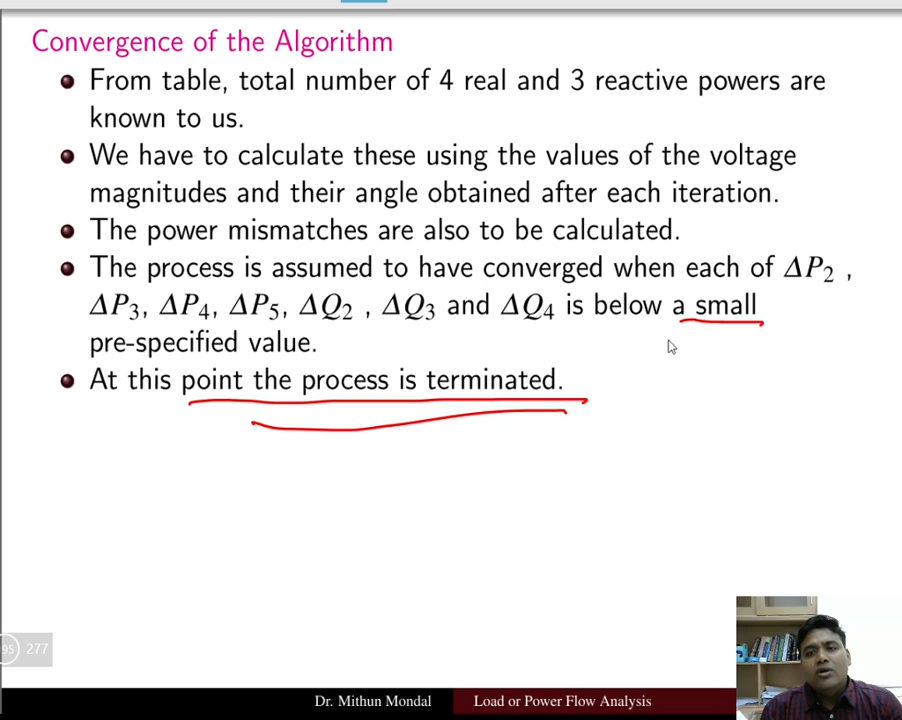 Convergence of the Algorithm
From table, total number of 4 real and 3 reactive powers are
known to us.
We have to calculate these using the values of the voltage
magnitudes and their angle obtained after each iteration.
The power mismatches are also to be calculated.
The process is assumed to have converged when each of ΔP₂ ,
ΔP₃, ΔP₄, ΔP₅, ΔQ₂ , ΔQ₃ and ΔQ₄ is below a small
pre-specified value.
At this point the process is terminated.
95 277
Dr. Mithun Mondal Load or Power Flow Analysis